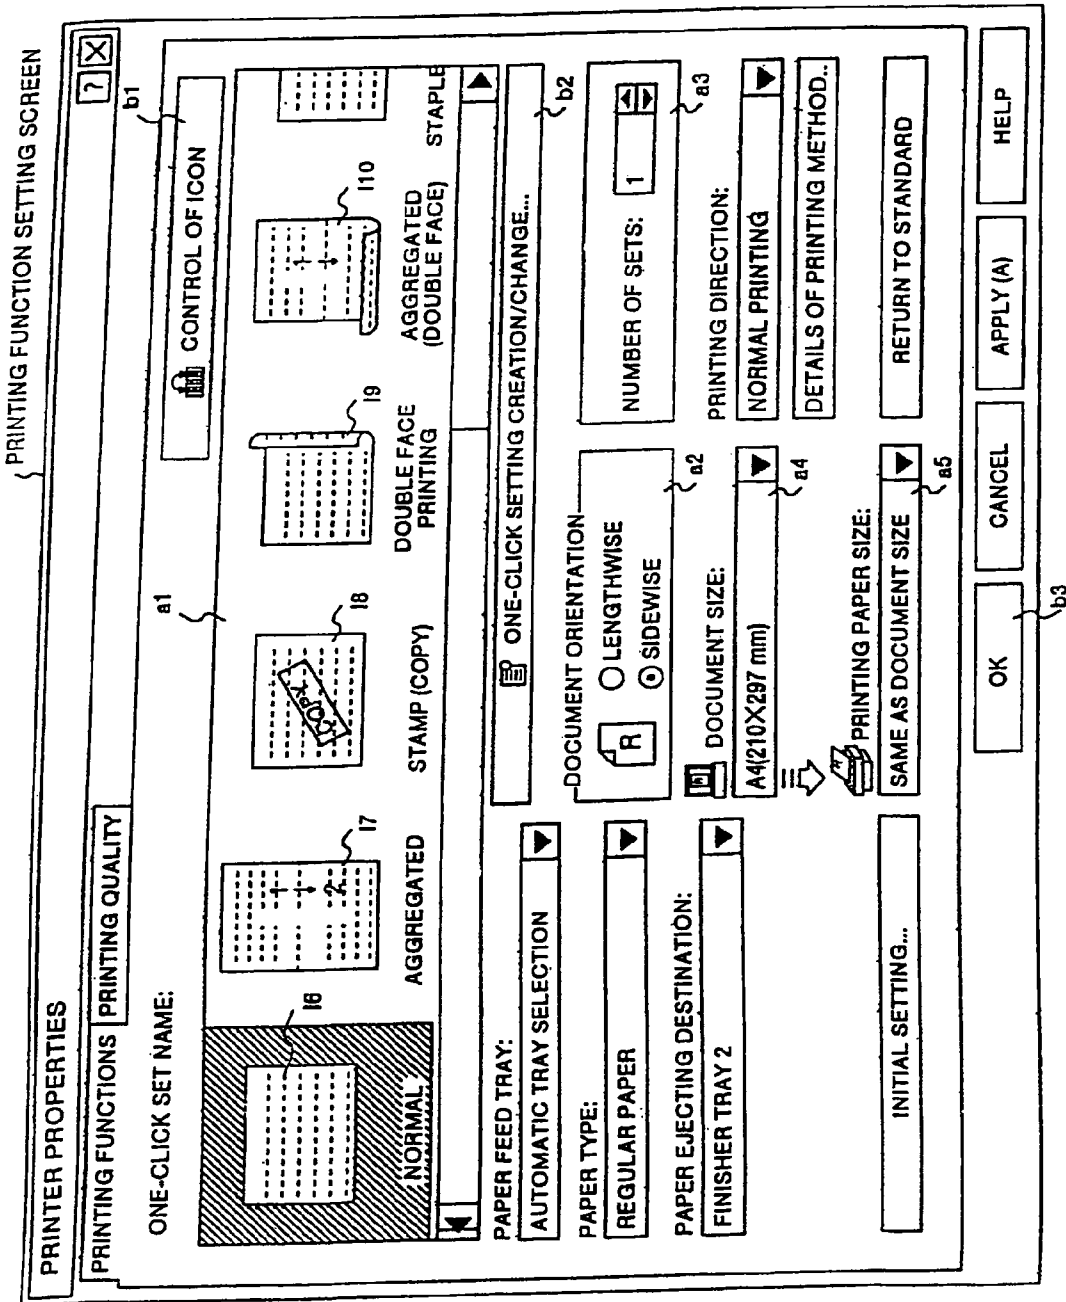 PRINTING FUNCTION SETTING SCREEN
PRINTER PROPERTIES
? X
PRINTING FUNCTIONS PRINTING QUALITY
ONE-CLICK SET NAME:
CONTROL OF ICON
b1
a1
I6
I7
I8
I9
I10
COPY
NORMAL
AGGREGATED
STAMP (COPY)
DOUBLE FACE
PRINTING
AGGREGATED
(DOUBLE FACE)
STAPLE
PAPER FEED TRAY:
AUTOMATIC TRAY SELECTION
PAPER TYPE:
REGULAR PAPER
PAPER EJECTING DESTINATION:
FINISHER TRAY 2
INITIAL SETTING...
ONE-CLICK SETTING CREATION/CHANGE...
b2
DOCUMENT ORIENTATION
R
LENGTHWISE
SIDEWISE
a2
NUMBER OF SETS:
1
a3
DOCUMENT SIZE:
A4(210X297 mm)
a4
PRINTING PAPER SIZE:
SAME AS DOCUMENT SIZE
a5
PRINTING DIRECTION:
NORMAL PRINTING
DETAILS OF PRINTING METHOD..
RETURN TO STANDARD
OK
CANCEL
APPLY (A)
HELP
b3